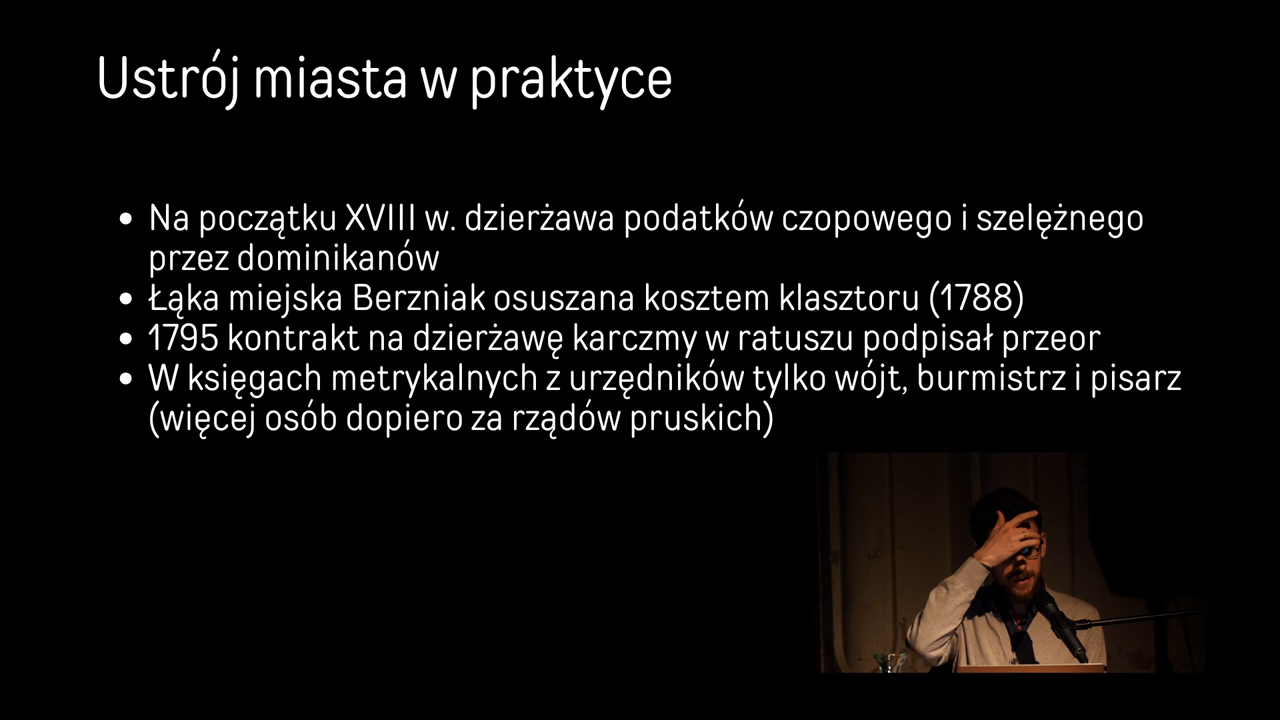 Ustrój miasta w praktyce
• Na początku XVIII w. dzierżawa podatków czopowego i szelężnego
przez dominikanów
• Łąka miejska Berzniak osuszana kosztem klasztoru (1788)
• 1795 kontrakt na dzierżawę karczmy w ratuszu podpisał przeor
• W księgach metrykalnych z urzędników tylko wójt, burmistrz i pisarz
(więcej osób dopiero za rządów pruskich)